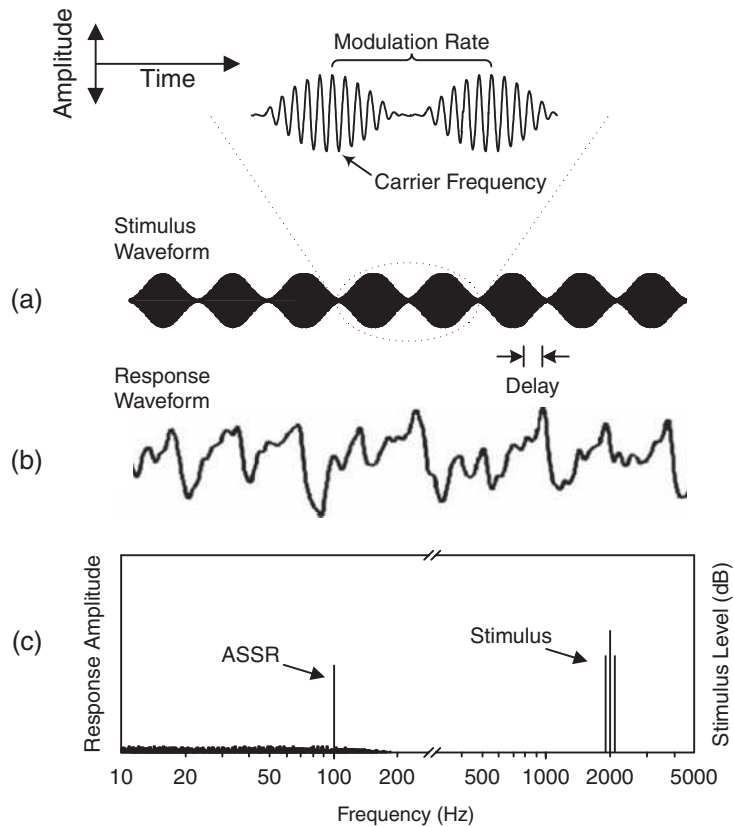 Amplitude
Time
Modulation Rate
Carrier Frequency
Stimulus
Waveform
(a)
Delay
Response
Waveform
(b)
(c)
Response Amplitude
ASSR
Stimulus
Stimulus Level (dB)
10 20 50 100 200 500 1000 2000 5000
Frequency (Hz)